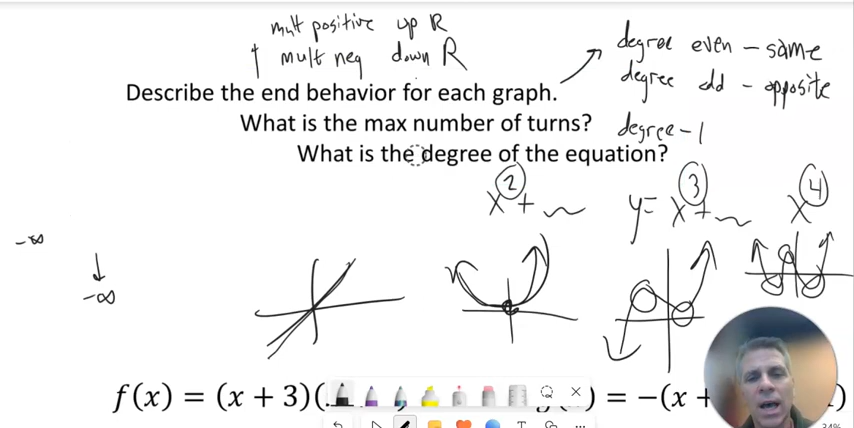 mult positive up R
↑ mult neg down R
degree even - same
degree odd - opposite
Describe the end behavior for each graph.
What is the max number of turns? degree - 1
What is the degree of the equation?
x² + ~ y = x³ + ~ x⁴
-∞
↓
-∞
f(x) = (x + 3)( ) = -(x + )
34%